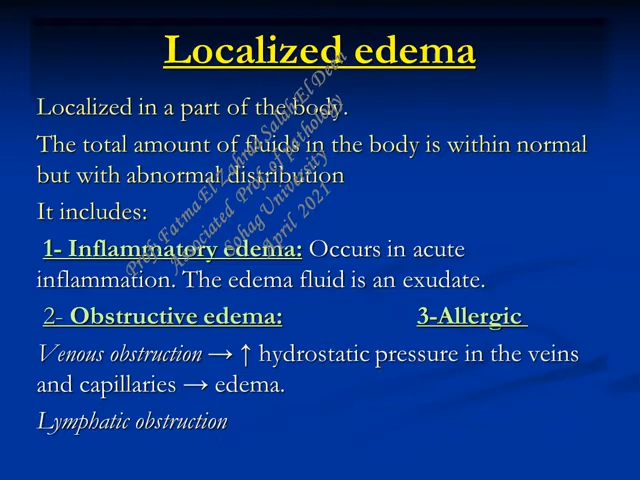 Localized edema
Localized in a part of the body.
The total amount of fluids in the body is within normal
but with abnormal distribution
It includes:
1- Inflammatory edema: Occurs in acute
inflammation. The edema fluid is an exudate.
2- Obstructive edema: 3-Allergic
Venous obstruction → ↑ hydrostatic pressure in the veins
and capillaries → edema.
Lymphatic obstruction
Prof. Fatma El Zahraa Salah El Deen
Associated Prof. of Pathology
Sohag University
April 2021